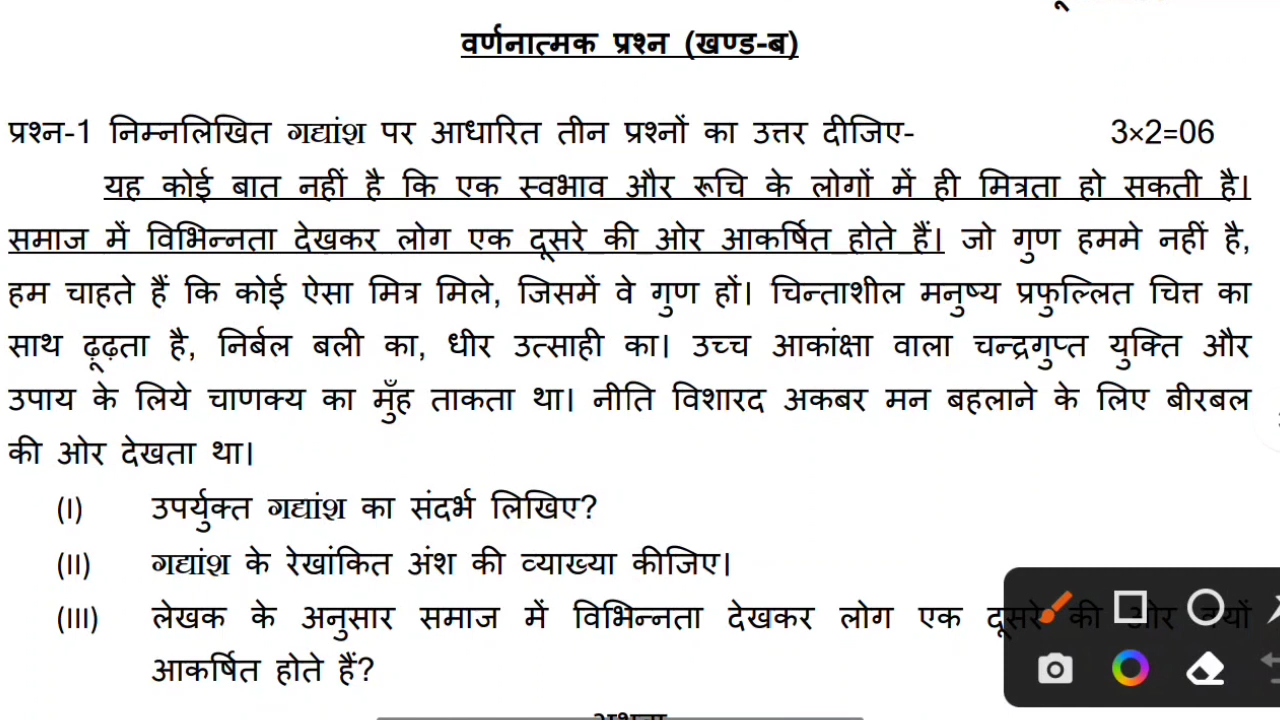 वर्णनात्मक प्रश्न (खण्ड-ब)
प्रश्न-1 निम्नलिखित गद्यांश पर आधारित तीन प्रश्नों का उत्तर दीजिए- 3×2=06
यह कोई बात नहीं है कि एक स्वभाव और रूचि के लोगों में ही मित्रता हो सकती है।
समाज में विभिन्नता देखकर लोग एक दूसरे की ओर आकर्षित होते हैं। जो गुण हममे नहीं है,
हम चाहते हैं कि कोई ऐसा मित्र मिले, जिसमें वे गुण हों। चिन्ताशील मनुष्य प्रफुल्लित चित्त का
साथ ढ़ूढ़ता है, निर्बल बली का, धीर उत्साही का। उच्च आकांक्षा वाला चन्द्रगुप्त युक्ति और
उपाय के लिये चाणक्य का मुँह ताकता था। नीति विशारद अकबर मन बहलाने के लिए बीरबल
की ओर देखता था।
(I) उपर्युक्त गद्यांश का संदर्भ लिखिए?
(II) गद्यांश के रेखांकित अंश की व्याख्या कीजिए।
(III) लेखक के अनुसार समाज में विभिन्नता देखकर लोग एक दूसरे की ओर क्यों
आकर्षित होते हैं?